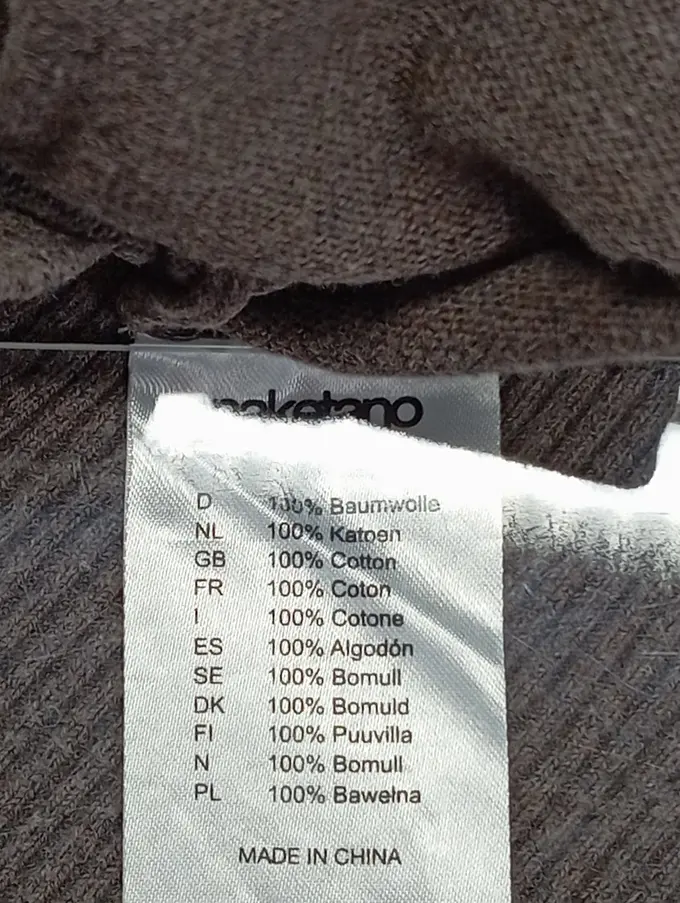 naketano
D 100% Baumwolle
NL 100% Katoen
GB 100% Cotton
FR 100% Coton
I 100% Cotone
ES 100% Algodón
SE 100% Bomull
DK 100% Bomuld
FI 100% Puuvilla
N 100% Bomull
PL 100% Bawełna
MADE IN CHINA